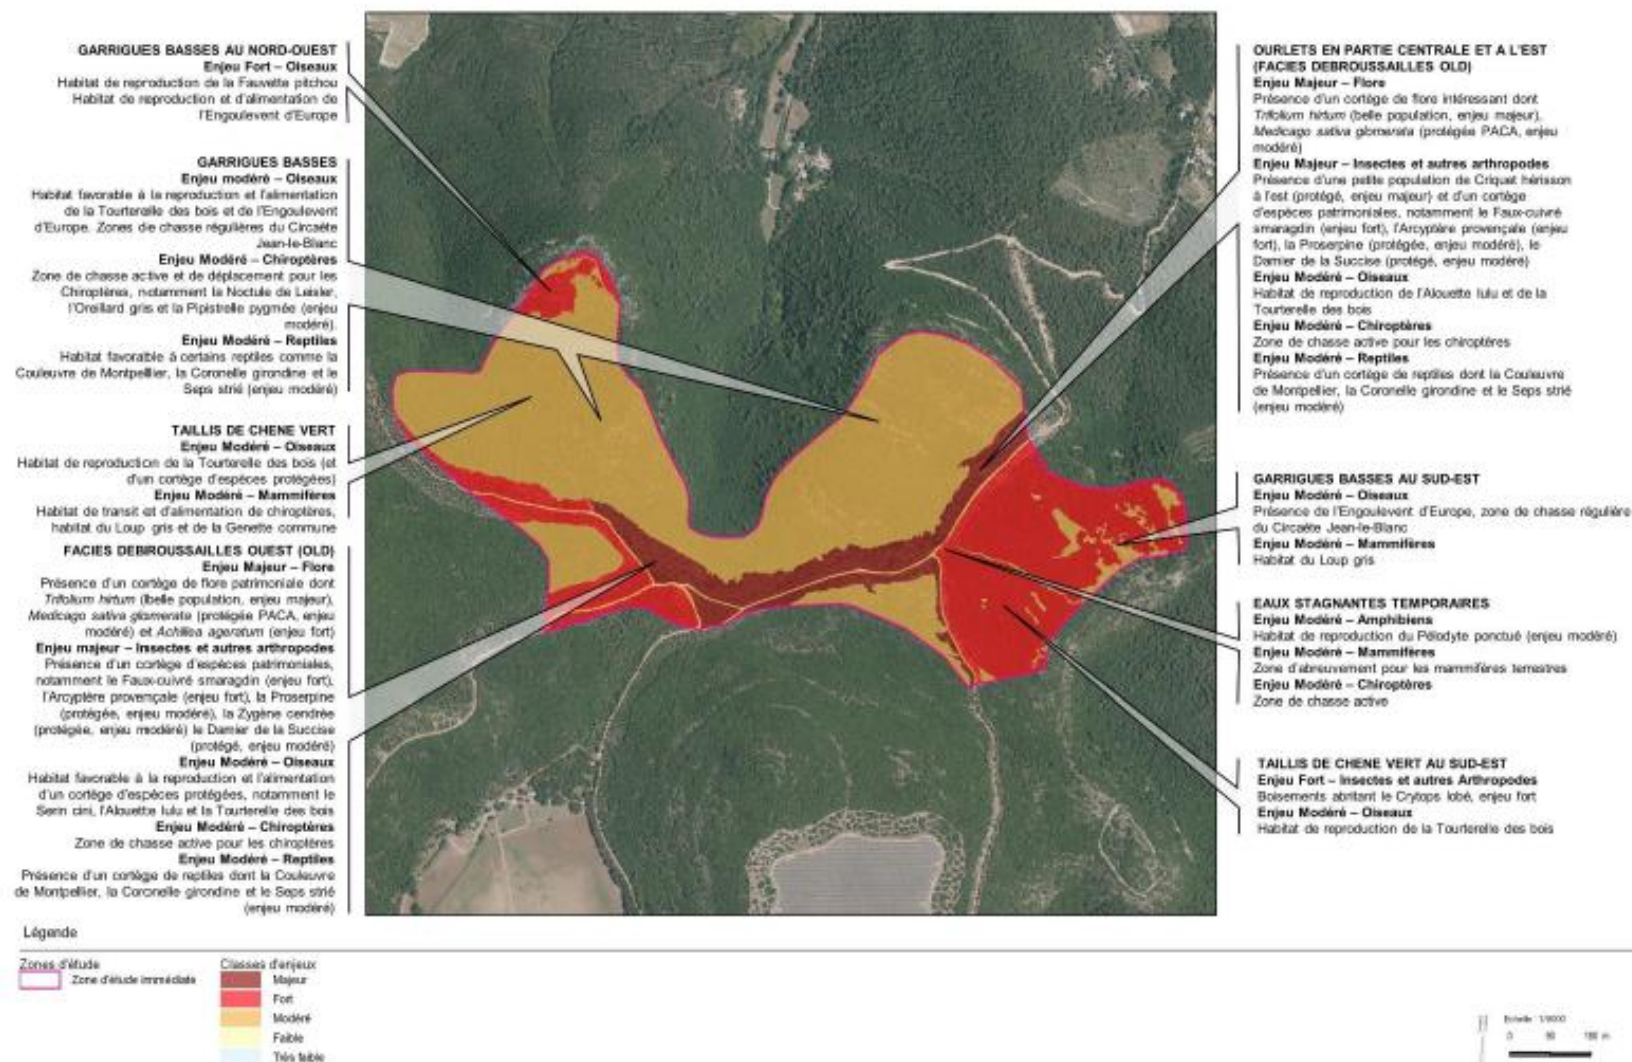 GARRIGUES BASSES AU NORD-OUEST
Enjeu Fort – Oiseaux
Habitat de reproduction de la Fauvette pitchou
Habitat de reproduction et d'alimentation de
l'Engoulevent d'Europe
GARRIGUES BASSES
Enjeu modéré – Oiseaux
Habitat favorable à la reproduction et l'alimentation
de la Tourterelle des bois et de l'Engoulevent
d'Europe. Zones de chasse régulières du Circaète
Jean-le-Blanc
Enjeu Modéré – Chiroptères
Zone de chasse active et de déplacement pour les
Chiroptères, notamment la Noctule de Leisler,
l'Oreillard gris et la Pipistrelle pygmée (enjeu
modéré).
Enjeu Modéré – Reptiles
Habitat favorable à certains reptiles comme la
Couleuvre de Montpellier, la Coronelle girondine et le
Seps strié (enjeu modéré)
TAILLIS DE CHENE VERT
Enjeu Modéré – Oiseaux
Habitat de reproduction de la Tourterelle des bois (et
d'un cortège d'espèces protégées)
Enjeu Modéré – Mammifères
Habitat de transit et d'alimentation de chiroptères,
habitat du Loup gris et de la Genette commune
FACIES DEBROUSSAILLES OUEST (OLD)
Enjeu Majeur – Flore
Présence d'un cortège de flore patrimoniale dont
Trifolium hirtum (belle population, enjeu majeur),
Medicago sativa glomerata (protégée PACA, enjeu
modéré) et Achillea ageratum (enjeu fort)
Enjeu majeur – Insectes et autres arthropodes
Présence d'un cortège d'espèces patrimoniales,
notamment le Faux-cuivré smaragdin (enjeu fort),
l'Arcyptère provençale (enjeu fort), la Proserpine
(protégée, enjeu modéré), la Zygène cendrée
(protégée, enjeu modéré) le Damier de la Succise
(protégé, enjeu modéré)
Enjeu Modéré – Oiseaux
Habitat favorable à la reproduction et l'alimentation
d'un cortège d'espèces protégées, notamment le
Serin cini, l'Alouette lulu et la Tourterelle des bois
Enjeu Modéré – Chiroptères
Zone de chasse active pour les chiroptères
Enjeu Modéré – Reptiles
Présence d'un cortège de reptiles dont la Couleuvre
de Montpellier, la Coronelle girondine et le Seps strié
(enjeu modéré)
OURLETS EN PARTIE CENTRALE ET A L'EST
(FACIES DEBROUSSAILLES OLD)
Enjeu Majeur – Flore
Présence d'un cortège de flore intéressant dont
Trifolium hirtum (belle population, enjeu majeur),
Medicago sativa glomerata (protégée PACA, enjeu
modéré)
Enjeu Majeur – Insectes et autres arthropodes
Présence d'une petite population de Criquet hérisson
à l'est (protégé, enjeu majeur) et d'un cortège
d'espèces patrimoniales, notamment le Faux-cuivré
smaragdin (enjeu fort), l'Arcyptère provençale (enjeu
fort), la Proserpine (protégée, enjeu modéré), le
Damier de la Succise (protégé, enjeu modéré)
Enjeu Modéré – Oiseaux
Habitat de reproduction de l'Alouette lulu et de la
Tourterelle des bois
Enjeu Modéré – Chiroptères
Zone de chasse active pour les chiroptères
Enjeu Modéré – Reptiles
Présence d'un cortège de reptiles dont la Couleuvre
de Montpellier, la Coronelle girondine et le Seps strié
(enjeu modéré)
GARRIGUES BASSES AU SUD-EST
Enjeu Modéré – Oiseaux
Présence de l'Engoulevent d'Europe, zone de chasse régulière
du Circaète Jean-le-Blanc
Enjeu Modéré – Mammifères
Habitat du Loup gris
EAUX STAGNANTES TEMPORAIRES
Enjeu Modéré – Amphibiens
Habitat de reproduction du Pélodyte ponctué (enjeu modéré)
Enjeu Modéré – Mammifères
Zone d'abreuvement pour les mammifères terrestres
Enjeu Modéré – Chiroptères
Zone de chasse active
TAILLIS DE CHENE VERT AU SUD-EST
Enjeu Fort – Insectes et autres Arthropodes
Boisements abritant le Crytops lobé, enjeu fort
Enjeu Modéré – Oiseaux
Habitat de reproduction de la Tourterelle des bois
Légende
Zones d'étude
Zone d'étude immédiate
Classes d'enjeux
Majeur
Fort
Modéré
Faible
Très faible
Echelle :
0